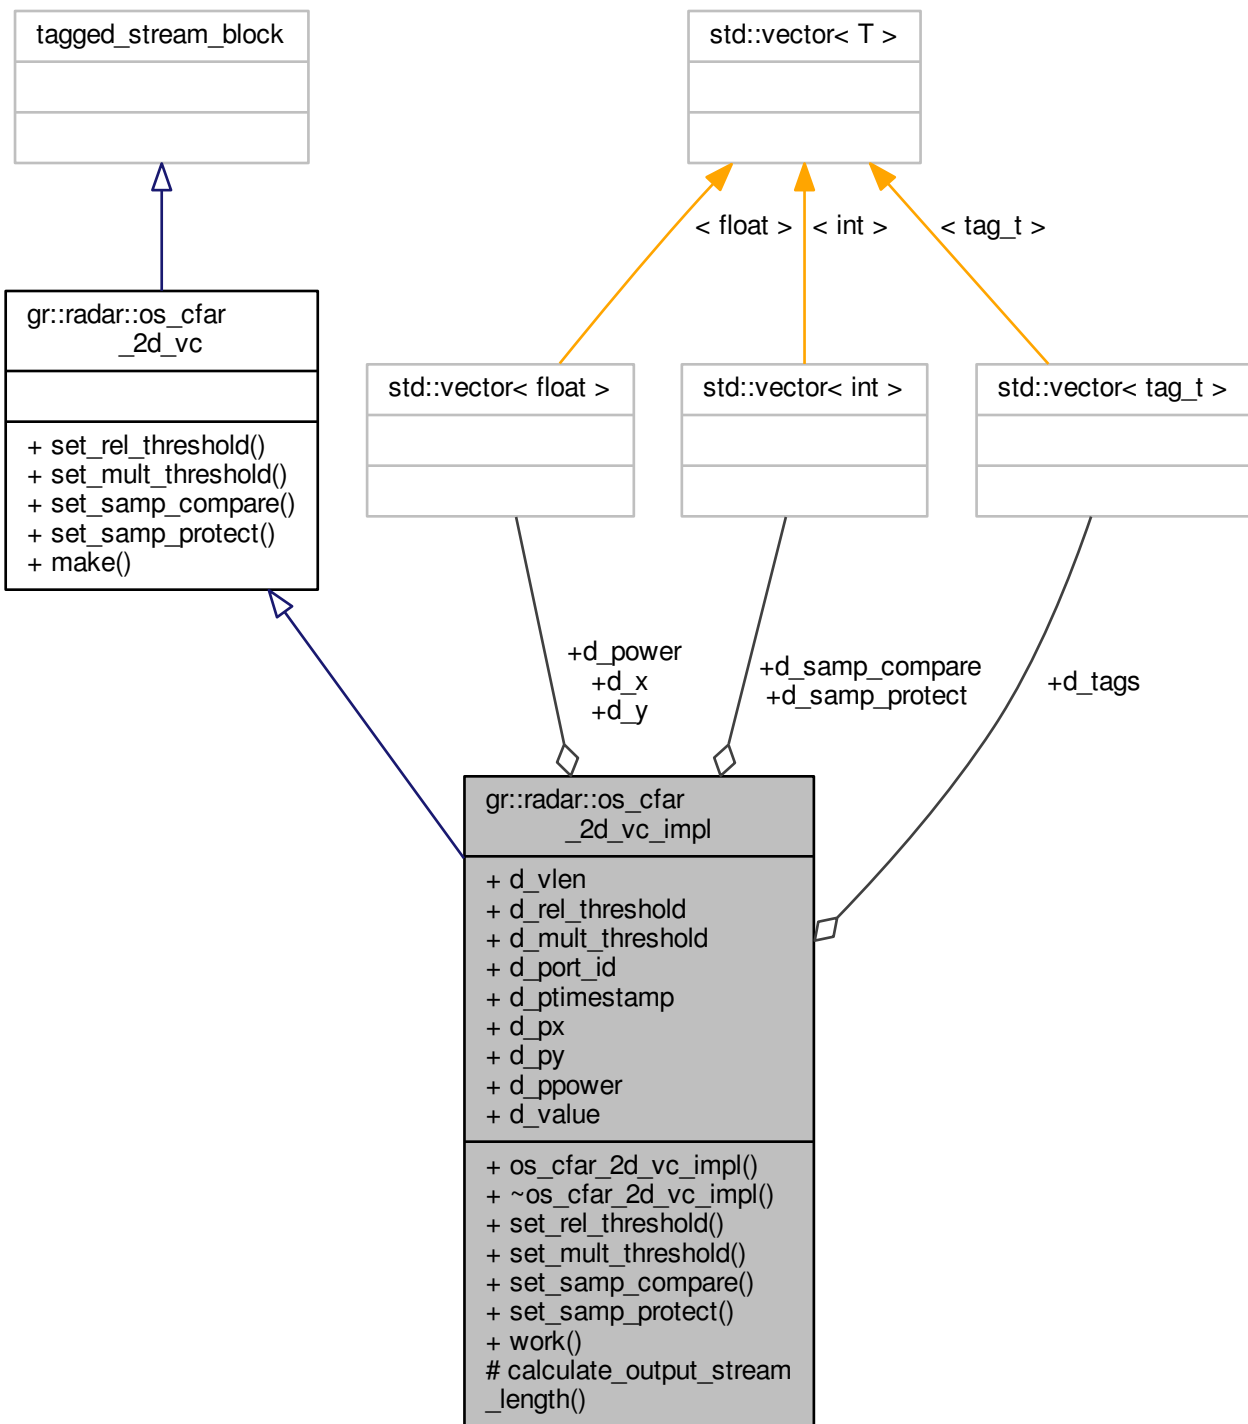 tagged_stream_block
std::vector< T >
< float >
< int >
< tag_t >
gr::radar::os_cfar
_2d_vc
+ set_rel_threshold()
+ set_mult_threshold()
+ set_samp_compare()
+ set_samp_protect()
+ make()
std::vector< float >
std::vector< int >
std::vector< tag_t >
+d_power
+d_x
+d_y
+d_samp_compare
+d_samp_protect
+d_tags
gr::radar::os_cfar
_2d_vc_impl
+ d_vlen
+ d_rel_threshold
+ d_mult_threshold
+ d_port_id
+ d_ptimestamp
+ d_px
+ d_py
+ d_ppower
+ d_value
+ os_cfar_2d_vc_impl()
+ ~os_cfar_2d_vc_impl()
+ set_rel_threshold()
+ set_mult_threshold()
+ set_samp_compare()
+ set_samp_protect()
+ work()
# calculate_output_stream
_length()